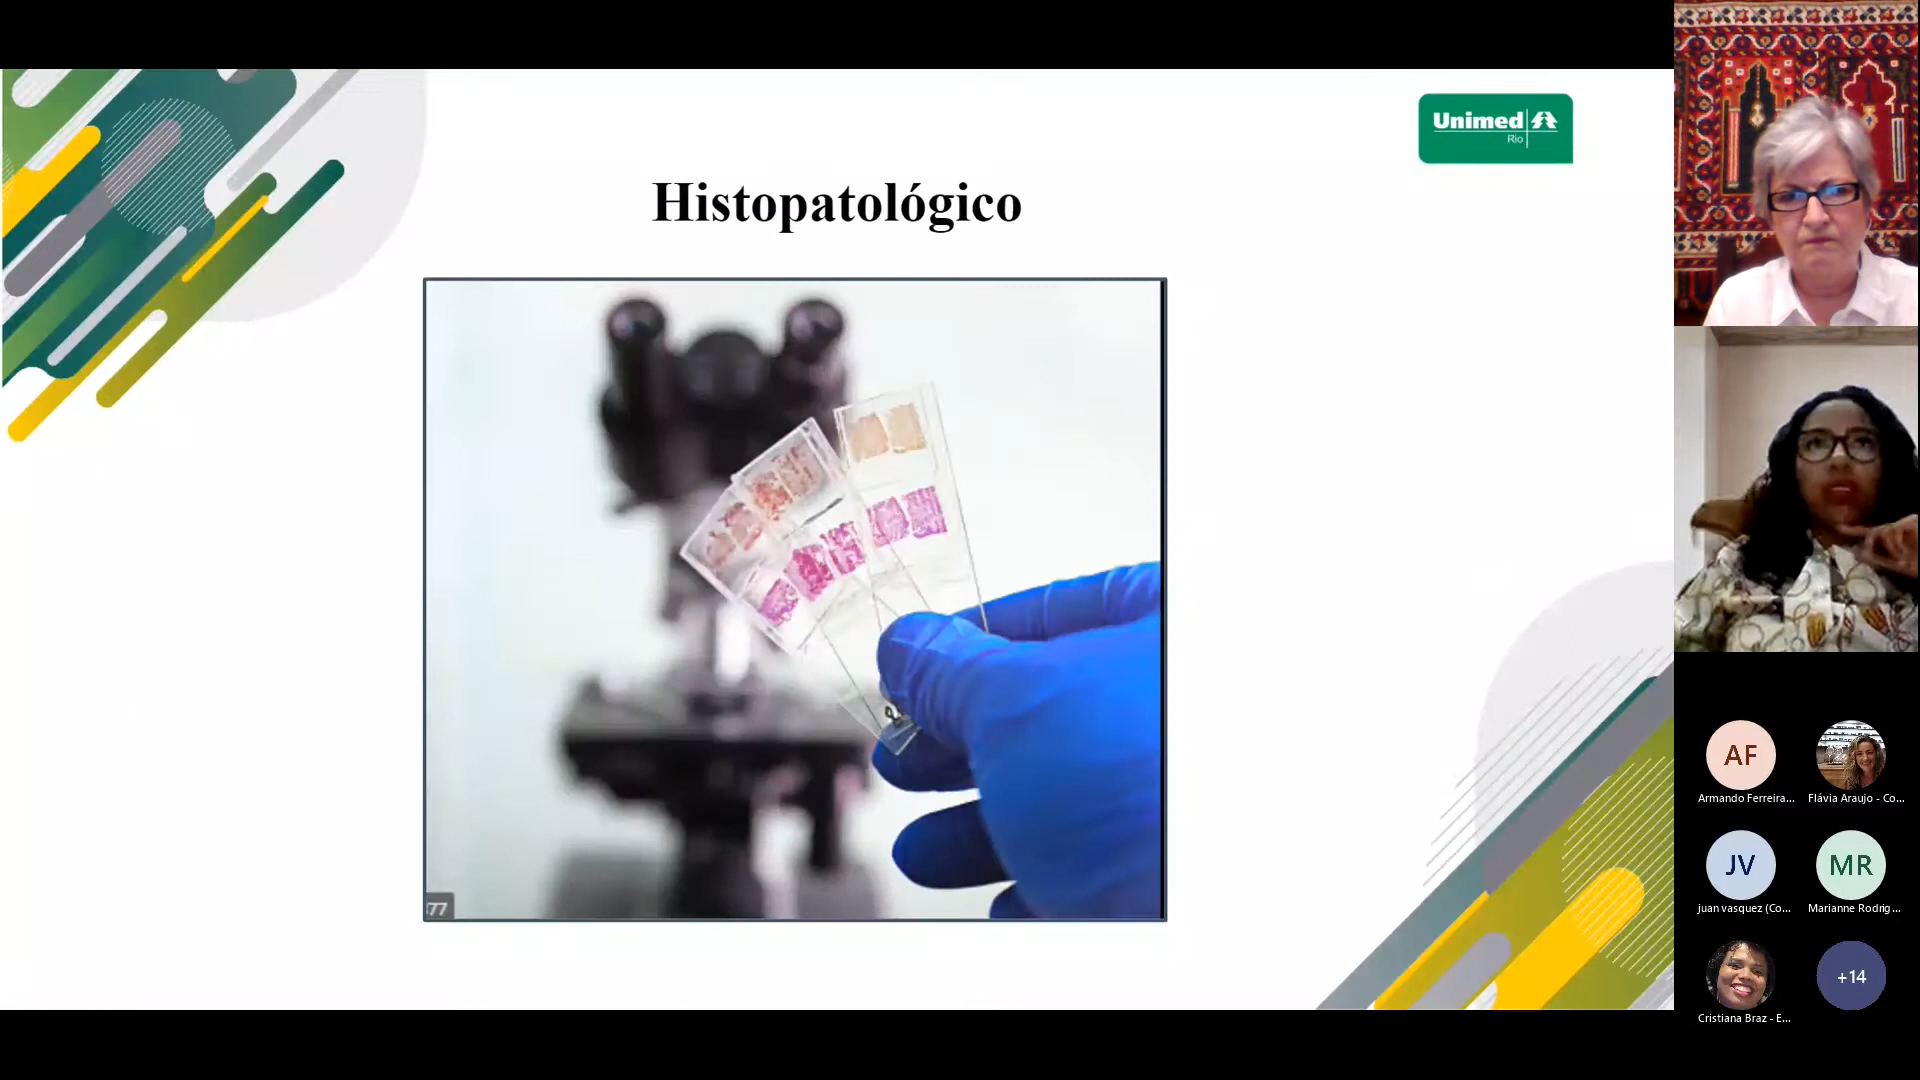 Unimed
Rio
Histopatológico
77
AF
Armando Ferreira...
Flávia Araujo - Co...
JV
juan vasquez (Co...
MR
Marianne Rodrig...
Cristiana Braz - E...
+14